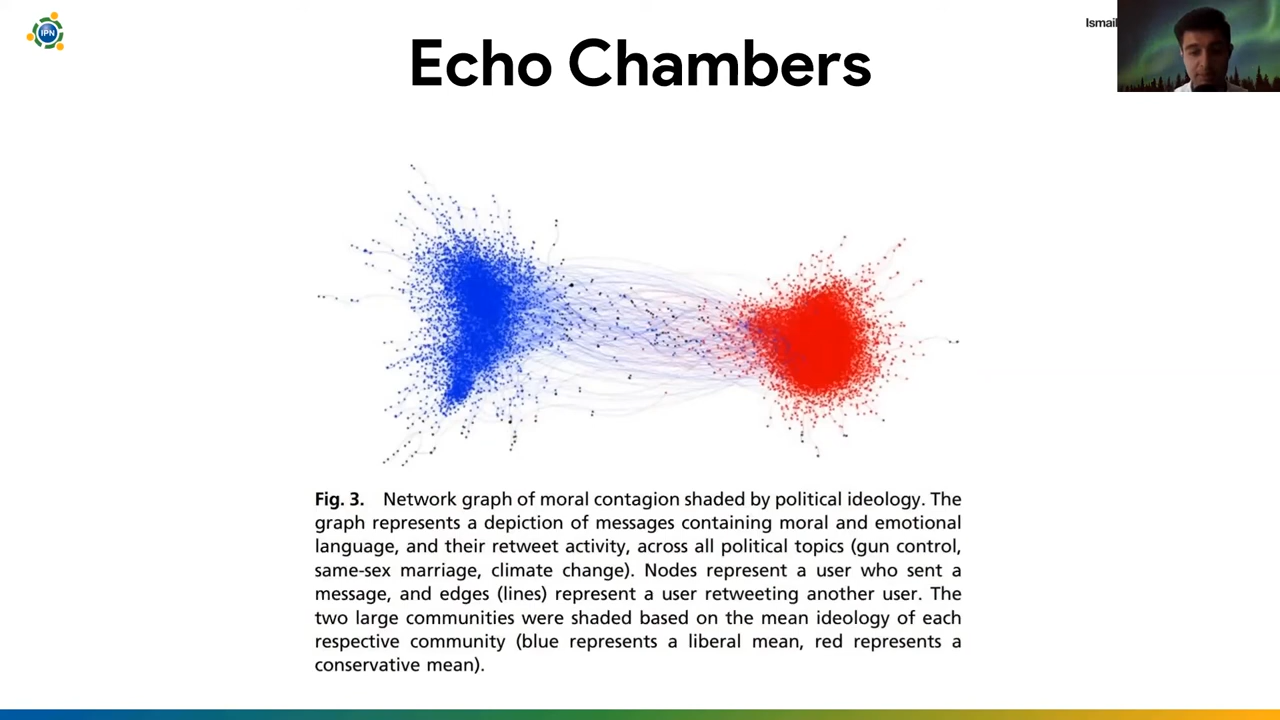 IPN
Ismail
Echo Chambers
Fig. 3. Network graph of moral contagion shaded by political ideology. The
graph represents a depiction of messages containing moral and emotional
language, and their retweet activity, across all political topics (gun control,
same-sex marriage, climate change). Nodes represent a user who sent a
message, and edges (lines) represent a user retweeting another user. The
two large communities were shaded based on the mean ideology of each
respective community (blue represents a liberal mean, red represents a
conservative mean).